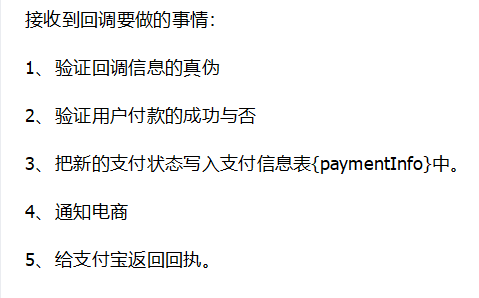 接收到回调要做的事情：
1、验证回调信息的真伪
2、验证用户付款的成功与否
3、把新的支付状态写入支付信息表{paymentInfo}中。
4、通知电商
5、给支付宝返回回执。